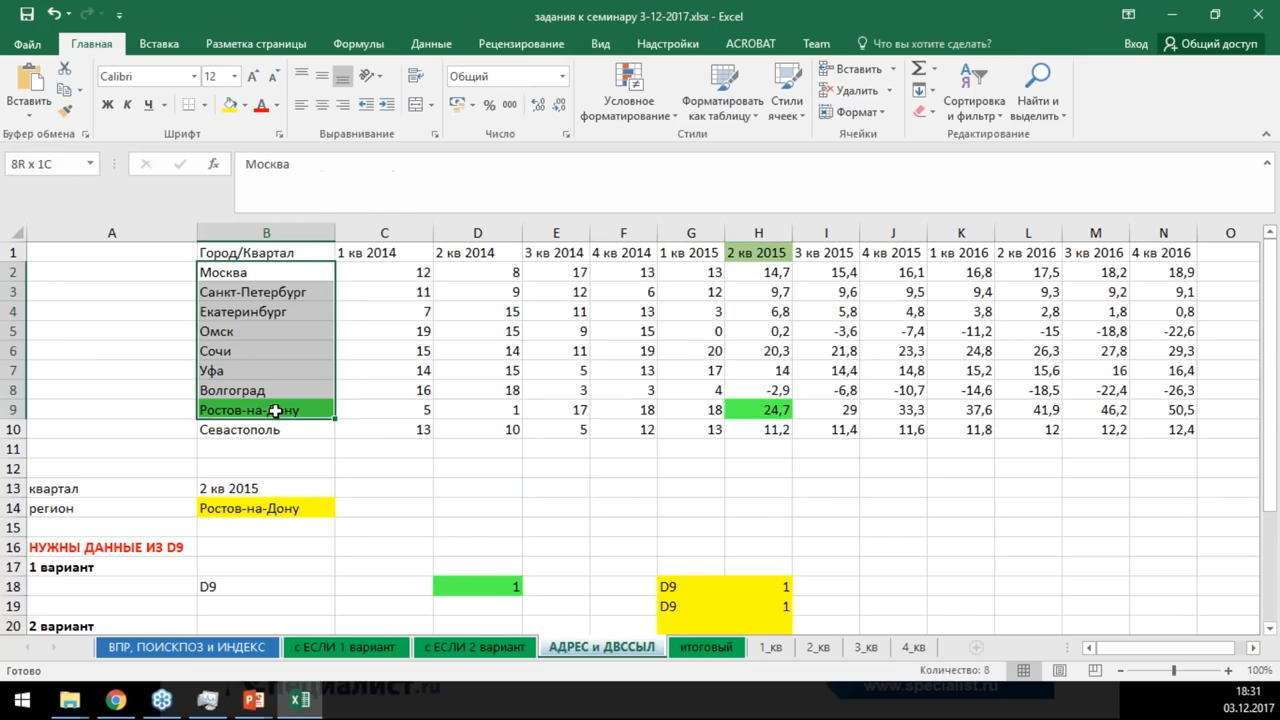 задания к семинару 3-12-2017.xlsx - Excel
Файл Главная Вставка Разметка страницы Формулы Данные Рецензирование Вид Надстройки ACROBAT Team Что вы хотите сделать? Вход Общий доступ
Вставить
Буфер обмена
Calibri 12
Ж К Ч
Шрифт
Выравнивание
Общий
% 000
Число
Условное форматирование
Форматировать как таблицу
Стили ячеек
Стили
Вставить
Удалить
Формат
Ячейки
Сортировка и фильтр
Найти и выделить
Редактирование
8R x 1C fx Москва
A B C D E F G H I J K L M N O
1 Город/Квартал 1 кв 2014 2 кв 2014 3 кв 2014 4 кв 2014 1 кв 2015 2 кв 2015 3 кв 2015 4 кв 2015 1 кв 2016 2 кв 2016 3 кв 2016 4 кв 2016
2 Москва 12 8 17 13 13 14,7 15,4 16,1 16,8 17,5 18,2 18,9
3 Санкт-Петербург 11 9 12 6 12 9,7 9,6 9,5 9,4 9,3 9,2 9,1
4 Екатеринбург 7 15 11 13 3 6,8 5,8 4,8 3,8 2,8 1,8 0,8
5 Омск 19 15 9 15 0 0,2 -3,6 -7,4 -11,2 -15 -18,8 -22,6
6 Сочи 15 14 11 19 20 20,3 21,8 23,3 24,8 26,3 27,8 29,3
7 Уфа 14 15 5 13 17 14 14,4 14,8 15,2 15,6 16 16,4
8 Волгоград 16 18 3 3 4 -2,9 -6,8 -10,7 -14,6 -18,5 -22,4 -26,3
9 Ростов-на-Дону 5 1 17 18 18 24,7 29 33,3 37,6 41,9 46,2 50,5
10 Севастополь 13 10 5 12 13 11,2 11,4 11,6 11,8 12 12,2 12,4
11
12
13 квартал 2 кв 2015
14 регион Ростов-на-Дону
15
16 НУЖНЫ ДАННЫЕ ИЗ D9
17 1 вариант
18 D9 1 D9 1
19 D9 1
20 2 вариант
ВПР, ПОИСКПОЗ и ИНДЕКС с ЕСЛИ 1 вариант с ЕСЛИ 2 вариант АДРЕС и ДВССЫЛ итоговый 1_кв 2_кв 3_кв 4_кв
Готово Количество: 8 100%
www.specialist.ru
18:31
03.12.2017